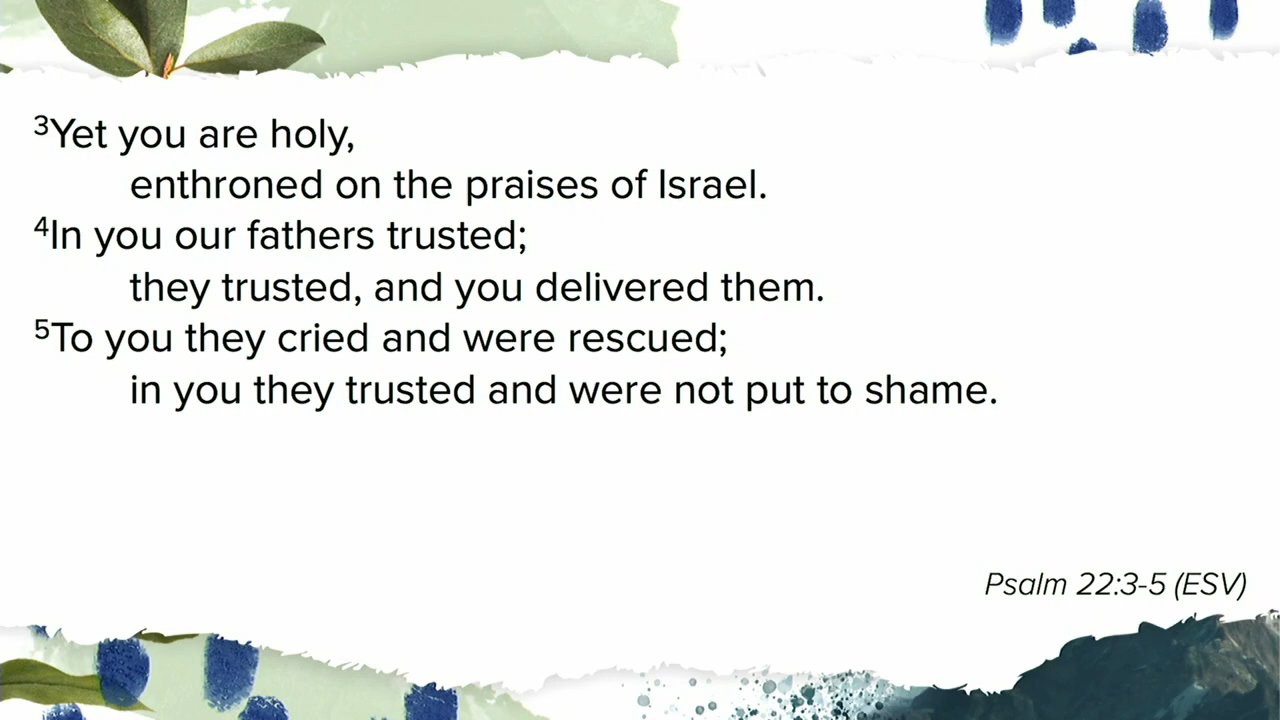 ³Yet you are holy,
enthroned on the praises of Israel.
⁴In you our fathers trusted;
they trusted, and you delivered them.
⁵To you they cried and were rescued;
in you they trusted and were not put to shame.
Psalm 22:3-5 (ESV)